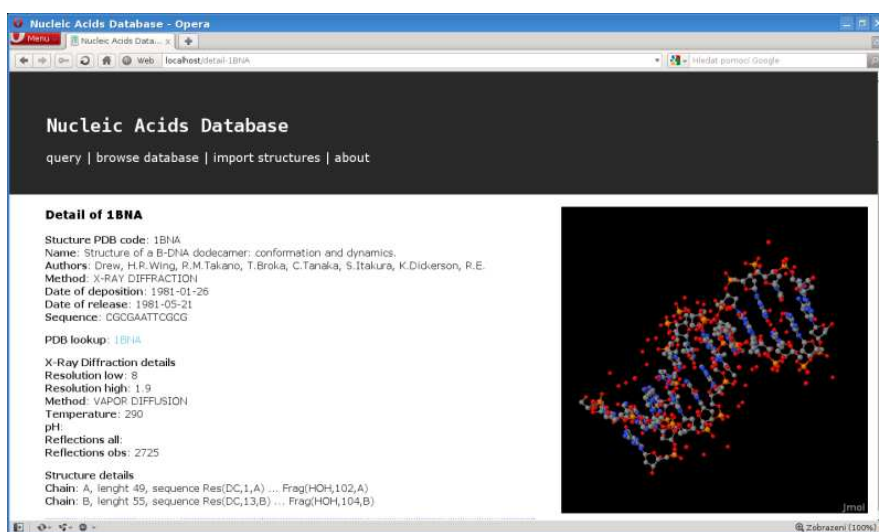 Nucleic Acids Database - Opera
Menu
Nucleic Acids Data...
Web localhost/detail-1BNA
Hledat pomocí Google
Nucleic Acids Database
query | browse database | import structures | about
Detail of 1BNA
Stucture PDB code: 1BNA
Name: Structure of a B-DNA dodecamer: conformation and dynamics.
Authors: Drew, H.R.Wing, R.M.Takano, T.Broka, C.Tanaka, S.Itakura, K.Dickerson, R.E.
Method: X-RAY DIFFRACTION
Date of deposition: 1981-01-26
Date of release: 1981-05-21
Sequence: CGCGAATTCGCG
PDB lookup: 1BNA
X-Ray Diffraction details
Resolution low: 8
Resolution high: 1.9
Method: VAPOR DIFFUSION
Temperature: 290
pH:
Reflections all:
Reflections obs: 2725
Structure details
Chain: A, lenght 49, sequence Res(DC,1,A) ... Frag(HOH,102,A)
Chain: B, lenght 55, sequence Res(DC,13,B) ... Frag(HOH,104,B)
Jmol
Zobrazení (100%)